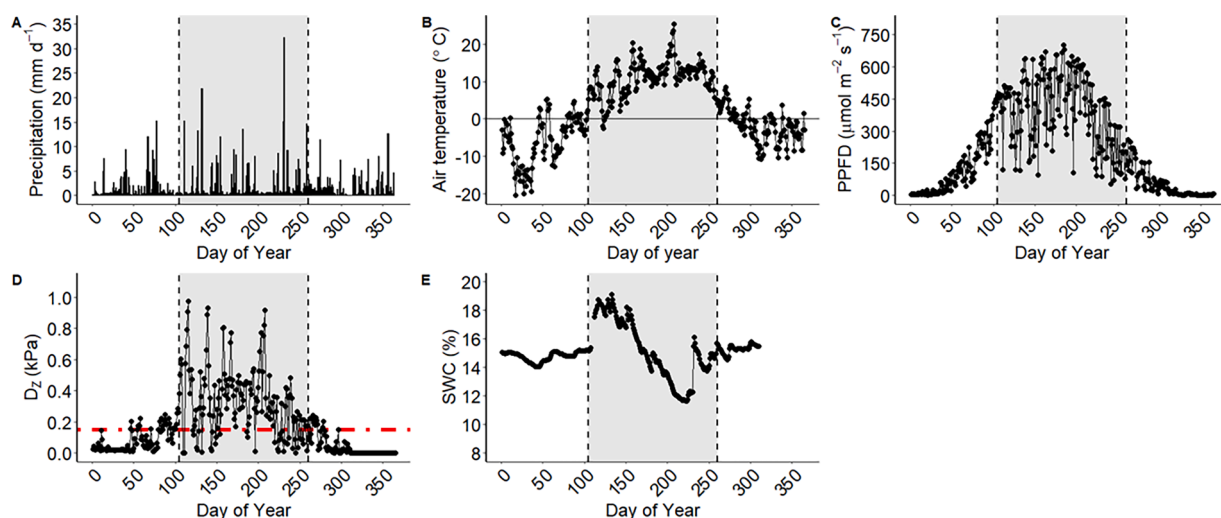 A
Precipitation (mm d⁻¹)
35
30
25
20
15
10
5
0
0 50 100 150 200 250 300 350
Day of Year
B
Air temperature (° C)
20
10
0
-10
-20
0 50 100 150 200 250 300 350
Day of year
C
PPFD (μmol m⁻² s⁻¹)
750
600
450
300
150
0
0 50 100 150 200 250 300 350
Day of Year
D
D_Z (kPa)
1.0
0.8
0.6
0.4
0.2
0.0
0 50 100 150 200 250 300 350
Day of Year
E
SWC (%)
20
18
16
14
12
10
8
0 50 100 150 200 250 300 350
Day of Year